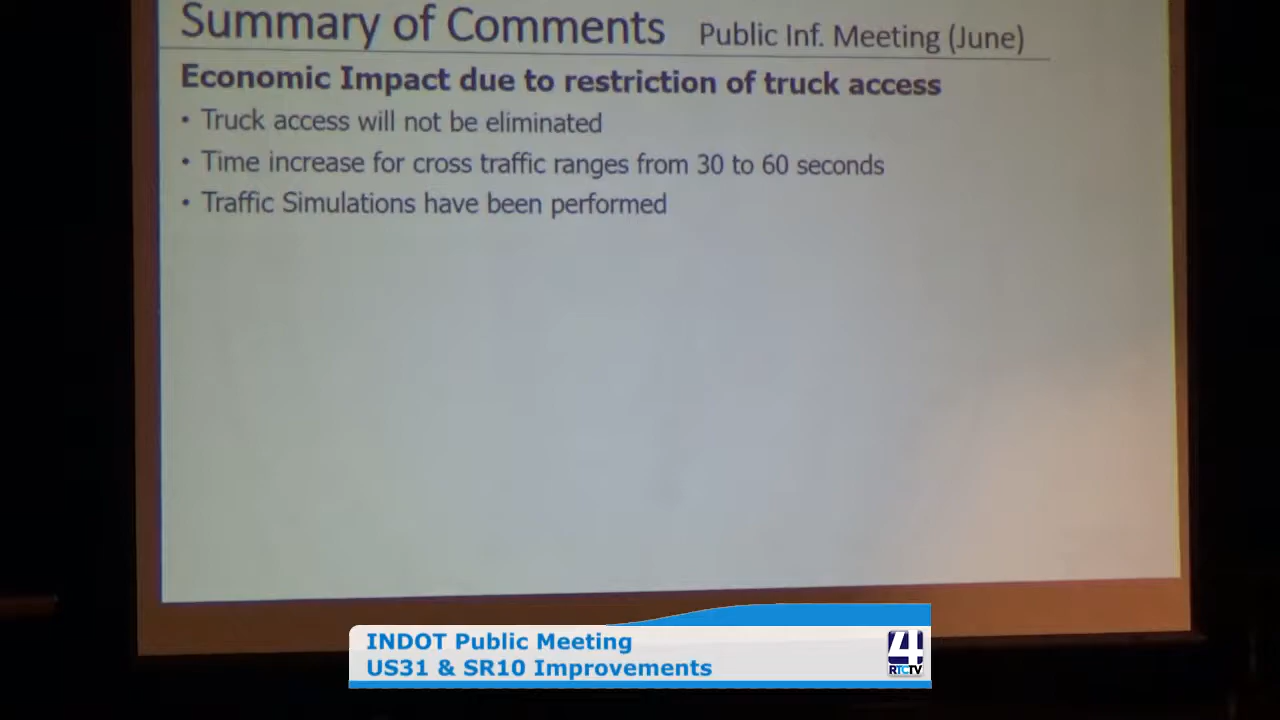 Summary of Comments Public Inf. Meeting (June)
Economic Impact due to restriction of truck access
• Truck access will not be eliminated
• Time increase for cross traffic ranges from 30 to 60 seconds
• Traffic Simulations have been performed
INDOT Public Meeting
US31 & SR10 Improvements
4
RTCTV